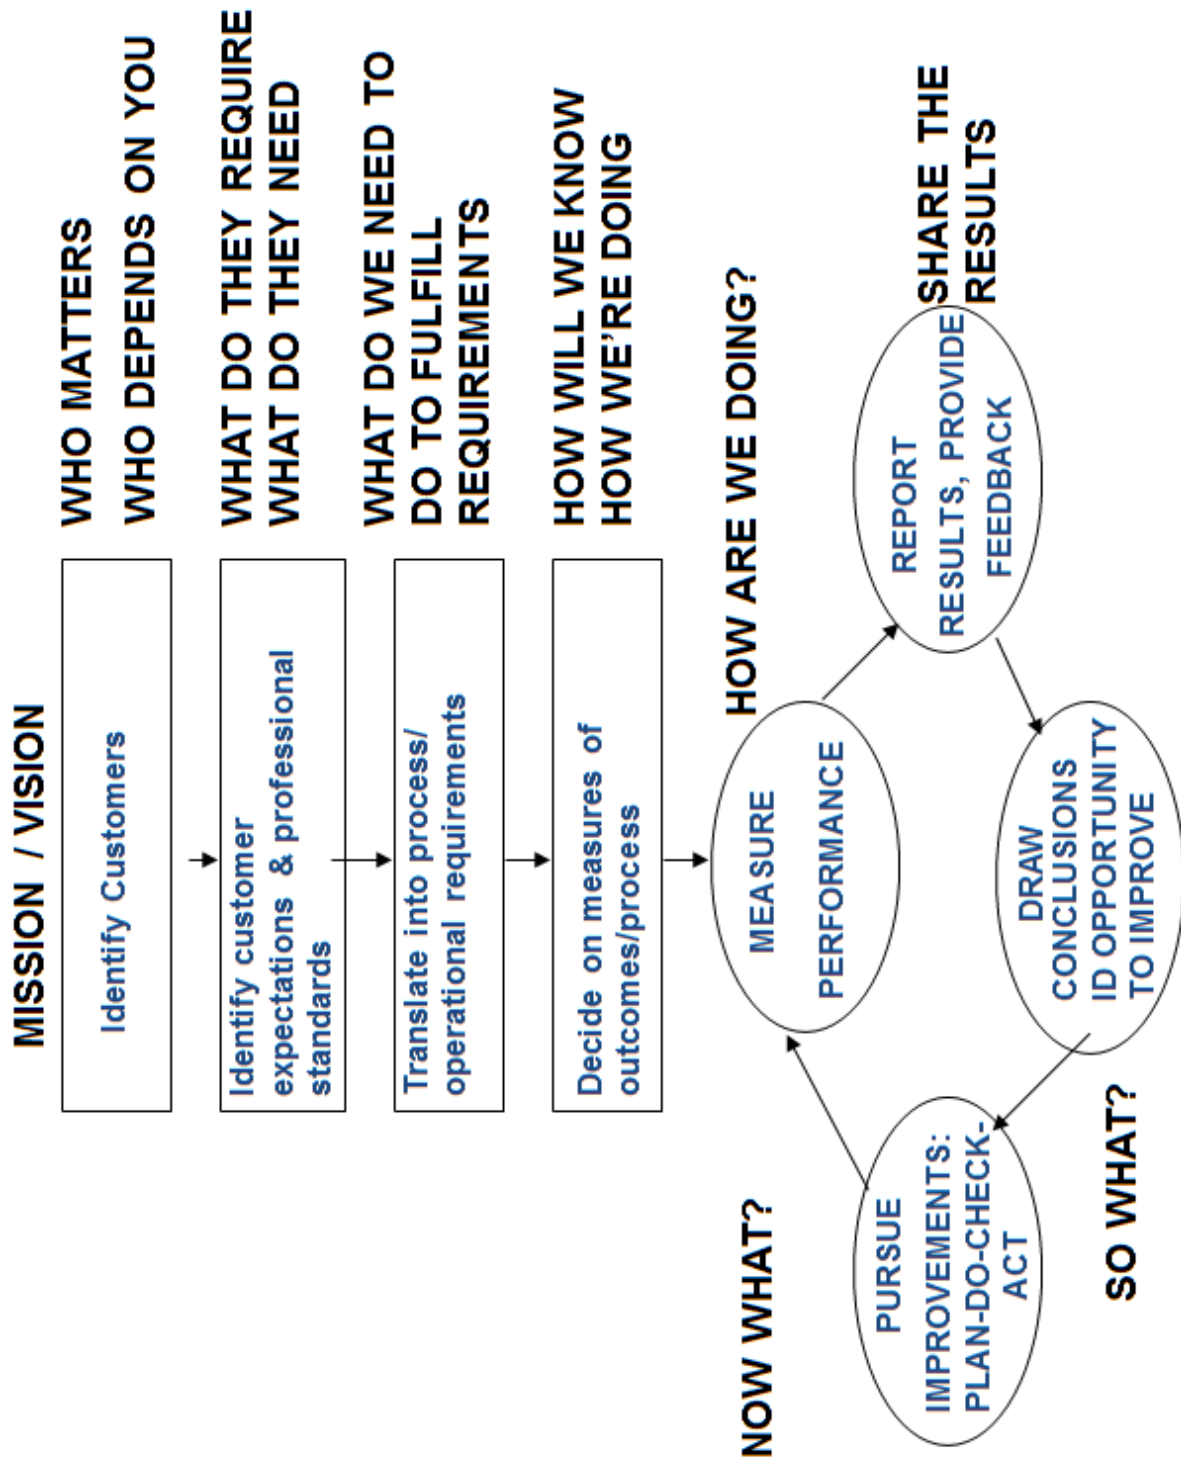 MISSION / VISION
Identify Customers
WHO MATTERS
WHO DEPENDS ON YOU
Identify customer
expectations & professional
standards
WHAT DO THEY REQUIRE
WHAT DO THEY NEED
Translate into process/
operational requirements
WHAT DO WE NEED TO
DO TO FULFILL
REQUIREMENTS
Decide on measures of
outcomes/process
HOW WILL WE KNOW
HOW WE'RE DOING
MEASURE
PERFORMANCE
HOW ARE WE DOING?
REPORT
RESULTS, PROVIDE
FEEDBACK
SHARE THE
RESULTS
DRAW
CONCLUSIONS
ID OPPORTUNITY
TO IMPROVE
SO WHAT?
PURSUE
IMPROVEMENTS:
PLAN-DO-CHECK-
ACT
NOW WHAT?